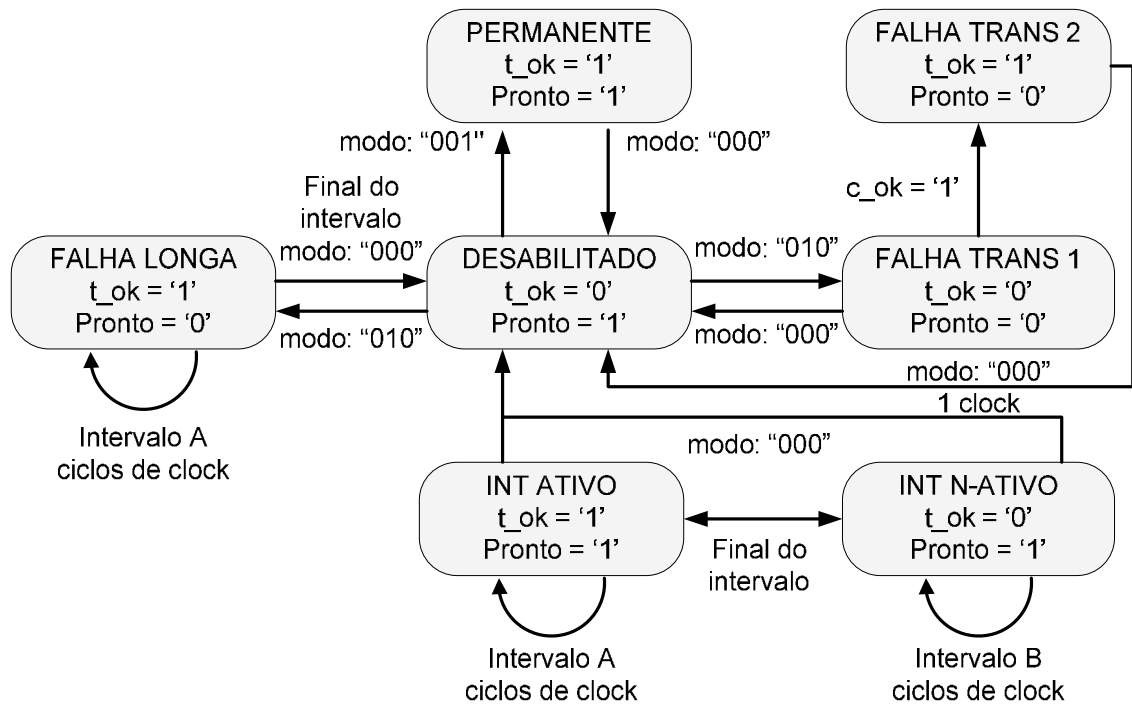 PERMANENTE
t_ok = ‘1’
Pronto = ‘1’
FALHA TRANS 2
t_ok = ‘1’
Pronto = ‘0’
modo: “001"
modo: “000”
c_ok = ‘1’
Final do
intervalo
modo: “000”
FALHA LONGA
t_ok = ‘1’
Pronto = ‘0’
modo: “010”
DESABILITADO
t_ok = ‘0’
Pronto = ‘1’
modo: “010”
modo: “000”
FALHA TRANS 1
t_ok = ‘0’
Pronto = ‘0’
modo: “000”
1 clock
Intervalo A
ciclos de clock
modo: “000”
INT ATIVO
t_ok = ‘1’
Pronto = ‘1’
Final do
intervalo
INT N-ATIVO
t_ok = ‘0’
Pronto = ‘1’
Intervalo A
ciclos de clock
Intervalo B
ciclos de clock